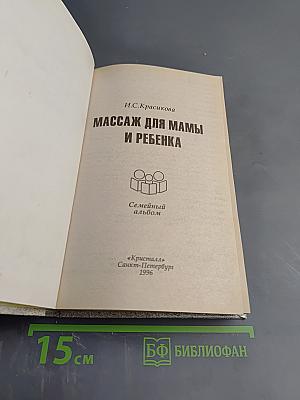 И.С.Красикова
МАССАЖ ДЛЯ МАМЫ
И РЕБЕНКА
Семейный
альбом
«Кристалл»
Санкт-Петербург
1996
15 см
БФ БИБЛИОФАН